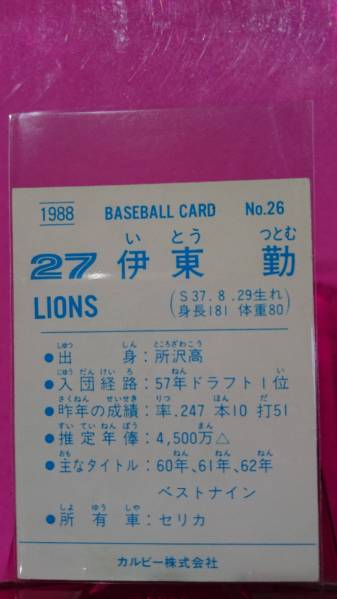 1988 BASEBALL CARD No.26
い とう つとむ
27 伊東 勤
LIONS (S37.8.29生れ
身長181 体重80)
しゅっ しん ところざわこう
●出 身：所沢高
にゅう だん けい ろ ねん い
●入団経路：57年ドラフト1位
さくねん せいせき りつ ほん だ
●昨年の成績：率.247 本10 打51
すい てい ねん ぽう まん
●推定年俸：4,500万△
おも ねん ねん ねん
●主なタイトル：60年、61年、62年
ベストナイン
しょ ゆう しゃ
●所 有 車：セリカ
カルビー株式会社